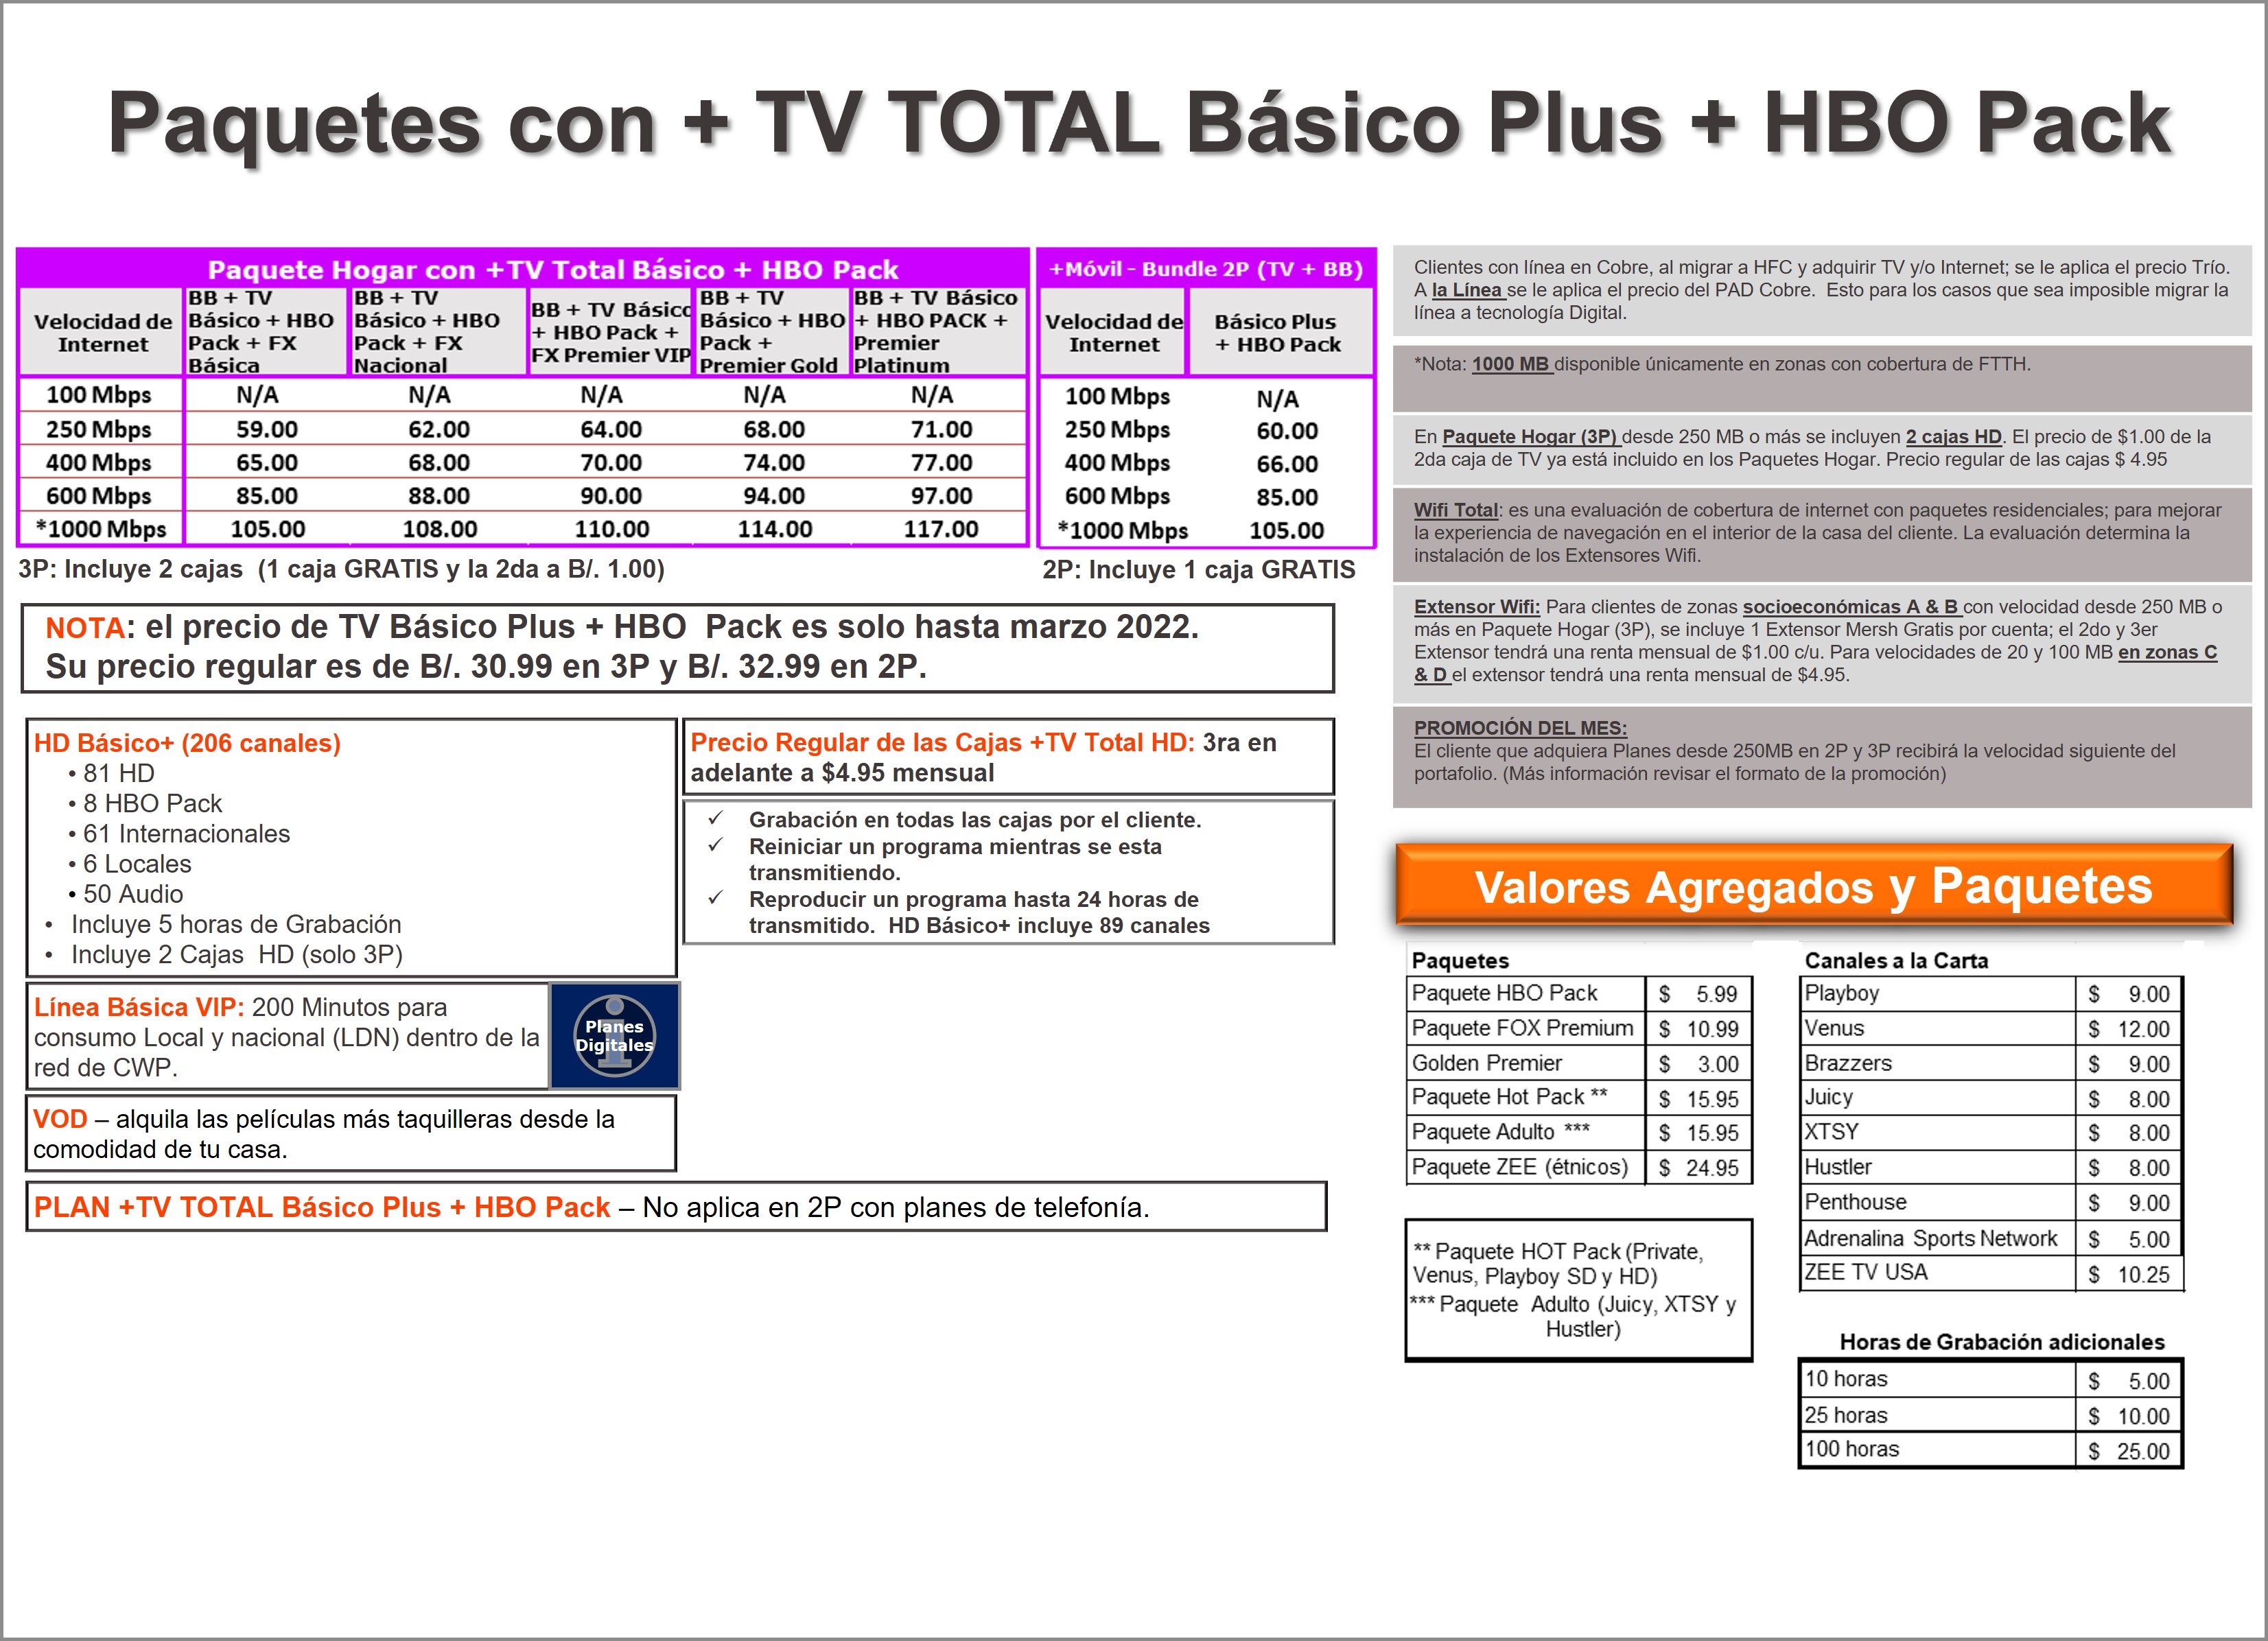 Paquetes con + TV TOTAL Básico Plus + HBO Pack
Paquete Hogar con +TV Total Básico + HBO Pack
Velocidad de Internet | BB + TV Básico + HBO Pack + FX Básica | BB + TV Básico + HBO Pack + FX Nacional | BB + TV Básico + HBO Pack + FX Premier VIP | BB + TV Básico + HBO Pack + Premier Gold | BB + TV Básico + HBO PACK + Premier Platinum
100 Mbps N/A N/A N/A N/A N/A
250 Mbps 59.00 62.00 64.00 68.00 71.00
400 Mbps 65.00 68.00 70.00 74.00 77.00
600 Mbps 85.00 88.00 90.00 94.00 97.00
*1000 Mbps 105.00 108.00 110.00 114.00 117.00
3P: Incluye 2 cajas (1 caja GRATIS y la 2da a B/. 1.00)
+Móvil - Bundle 2P (TV + BB)
Velocidad de Internet | Básico Plus + HBO Pack
100 Mbps N/A
250 Mbps 60.00
400 Mbps 66.00
600 Mbps 85.00
*1000 Mbps 105.00
2P: Incluye 1 caja GRATIS
NOTA: el precio de TV Básico Plus + HBO Pack es solo hasta marzo 2022.
Su precio regular es de B/. 30.99 en 3P y B/. 32.99 en 2P.
HD Básico+ (206 canales)
• 81 HD
• 8 HBO Pack
• 61 Internacionales
• 6 Locales
• 50 Audio
• Incluye 5 horas de Grabación
• Incluye 2 Cajas HD (solo 3P)
Línea Básica VIP: 200 Minutos para
consumo Local y nacional (LDN) dentro de la
red de CWP.
Planes
Digitales
VOD – alquila las películas más taquilleras desde la
comodidad de tu casa.
PLAN +TV TOTAL Básico Plus + HBO Pack – No aplica en 2P con planes de telefonía.
Precio Regular de las Cajas +TV Total HD: 3ra en
adelante a $4.95 mensual
✓ Grabación en todas las cajas por el cliente.
✓ Reiniciar un programa mientras se esta
transmitiendo.
✓ Reproducir un programa hasta 24 horas de
transmitido. HD Básico+ incluye 89 canales
Clientes con línea en Cobre, al migrar a HFC y adquirir TV y/o Internet; se le aplica el precio Trío.
A la Línea se le aplica el precio del PAD Cobre. Esto para los casos que sea imposible migrar la
línea a tecnología Digital.
*Nota: 1000 MB disponible únicamente en zonas con cobertura de FTTH.
En Paquete Hogar (3P) desde 250 MB o más se incluyen 2 cajas HD. El precio de $1.00 de la
2da caja de TV ya está incluido en los Paquetes Hogar. Precio regular de las cajas $ 4.95
Wifi Total: es una evaluación de cobertura de internet con paquetes residenciales; para mejorar
la experiencia de navegación en el interior de la casa del cliente. La evaluación determina la
instalación de los Extensores Wifi.
Extensor Wifi: Para clientes de zonas socioeconómicas A & B con velocidad desde 250 MB o
más en Paquete Hogar (3P), se incluye 1 Extensor Mersh Gratis por cuenta; el 2do y 3er
Extensor tendrá una renta mensual de $1.00 c/u. Para velocidades de 20 y 100 MB en zonas C
& D el extensor tendrá una renta mensual de $4.95.
PROMOCIÓN DEL MES:
El cliente que adquiera Planes desde 250MB en 2P y 3P recibirá la velocidad siguiente del
portafolio. (Más información revisar el formato de la promoción)
Valores Agregados y Paquetes
Paquetes
Paquete HBO Pack $ 5.99
Paquete FOX Premium $ 10.99
Golden Premier $ 3.00
Paquete Hot Pack ** $ 15.95
Paquete Adulto *** $ 15.95
Paquete ZEE (étnicos) $ 24.95
** Paquete HOT Pack (Private,
Venus, Playboy SD y HD)
*** Paquete Adulto (Juicy, XTSY y
Hustler)
Canales a la Carta
Playboy $ 9.00
Venus $ 12.00
Brazzers $ 9.00
Juicy $ 8.00
XTSY $ 8.00
Hustler $ 8.00
Penthouse $ 9.00
Adrenalina Sports Network $ 5.00
ZEE TV USA $ 10.25
Horas de Grabación adicionales
10 horas $ 5.00
25 horas $ 10.00
100 horas $ 25.00